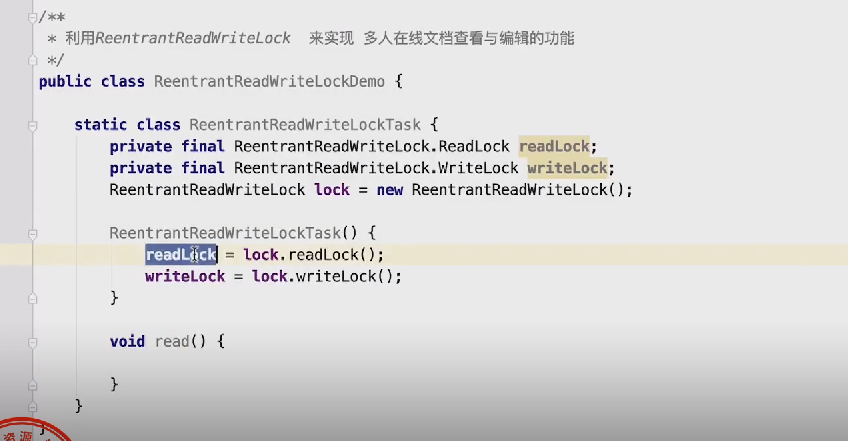 /**
* 利用ReentrantReadWriteLock 来实现 多人在线文档查看与编辑的功能
*/
public class ReentrantReadWriteLockDemo {
static class ReentrantReadWriteLockTask {
private final ReentrantReadWriteLock.ReadLock readLock;
private final ReentrantReadWriteLock.WriteLock writeLock;
ReentrantReadWriteLock lock = new ReentrantReadWriteLock();
ReentrantReadWriteLockTask() {
readLock = lock.readLock();
writeLock = lock.writeLock();
}
void read() {
}
}
}
资源